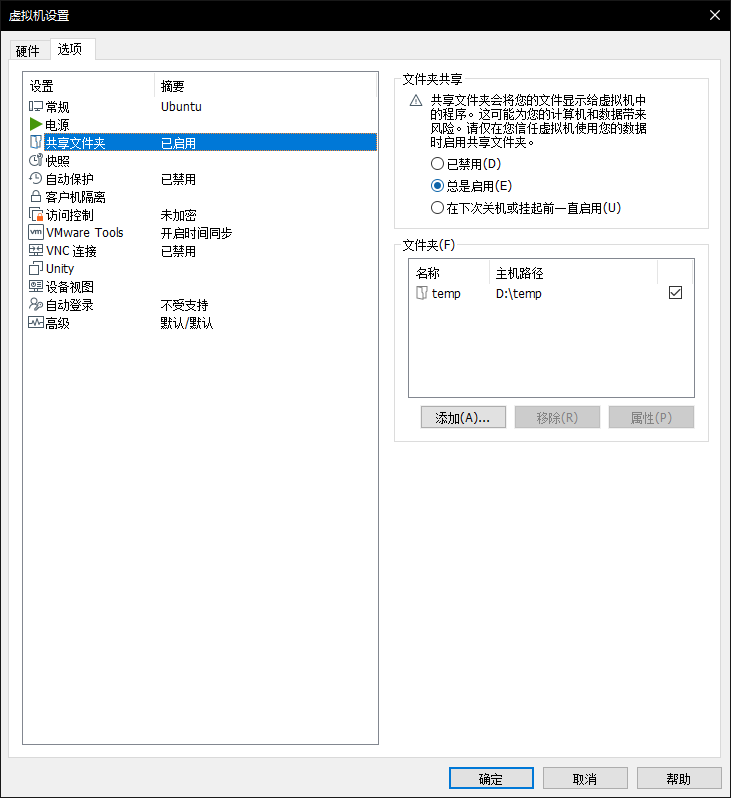 虚拟机设置
硬件 选项
设置 摘要
常规 Ubuntu
电源
共享文件夹 已启用
快照
自动保护 已禁用
客户机隔离
访问控制 未加密
VMware Tools 开启时间同步
VNC 连接 已禁用
Unity
设备视图
自动登录 不受支持
高级 默认/默认
文件夹共享
共享文件夹会将您的文件显示给虚拟机中
的程序。这可能为您的计算机和数据带来
风险。请仅在您信任虚拟机使用您的数据
时启用共享文件夹。
已禁用(D)
总是启用(E)
在下次关机或挂起前一直启用(U)
文件夹(F)
名称 主机路径
temp D:\temp
添加(A)... 移除(R) 属性(P)
确定 取消 帮助